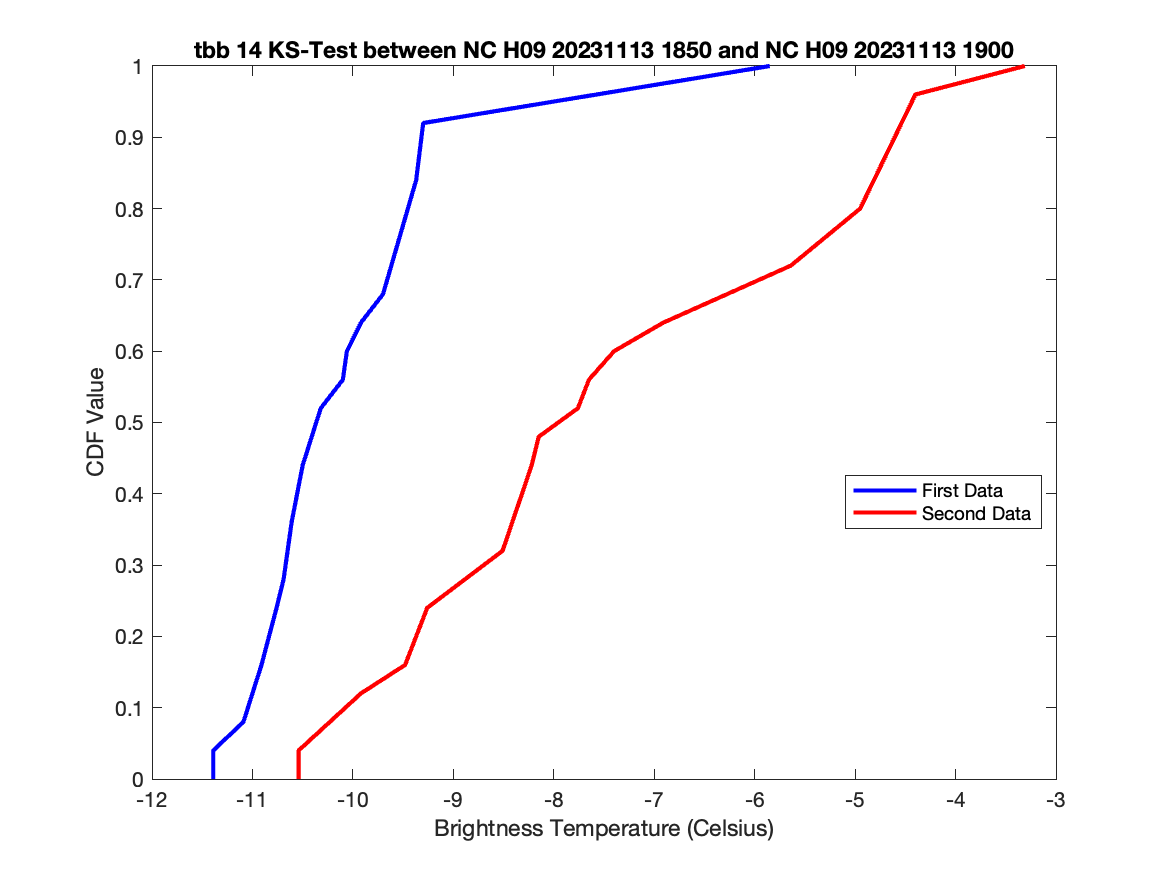 tbb 14 KS-Test between NC H09 20231113 1850 and NC H09 20231113 1900
1
0.9
0.8
0.7
0.6
0.5
0.4
0.3
0.2
0.1
0
CDF Value
First Data
Second Data
-12 -11 -10 -9 -8 -7 -6 -5 -4 -3
Brightness Temperature (Celsius)